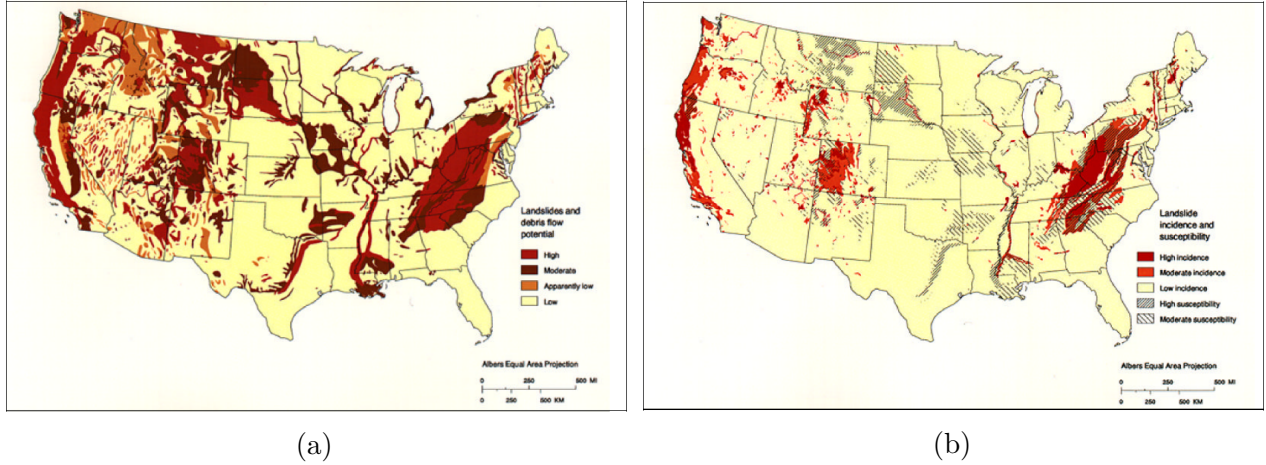 Landslides and
debris flow
potential
High
Moderate
Apparently low
Low
Albers Equal Area Projection
0 250 500 MI
0 250 500 KM
Landslide
incidence and
susceptibility
High incidence
Moderate incidence
Low incidence
High susceptibility
Moderate susceptibility
Albers Equal Area Projection
0 250 500 MI
0 250 500 KM
(a)
(b)